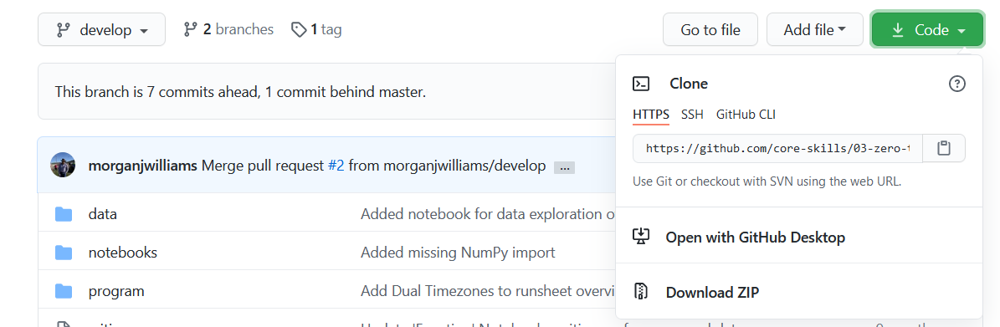 develop 2 branches 1 tag Go to file Add file Code
This branch is 7 commits ahead, 1 commit behind master.
Clone
HTTPS SSH GitHub CLI
https://github.com/core-skills/03-zero-t
Use Git or checkout with SVN using the web URL.
Open with GitHub Desktop
Download ZIP
morganjwilliams Merge pull request #2 from morganjwilliams/develop ...
data Added notebook for data exploration o
notebooks Added missing NumPy import
program Add Dual Timezones to runsheet overvi